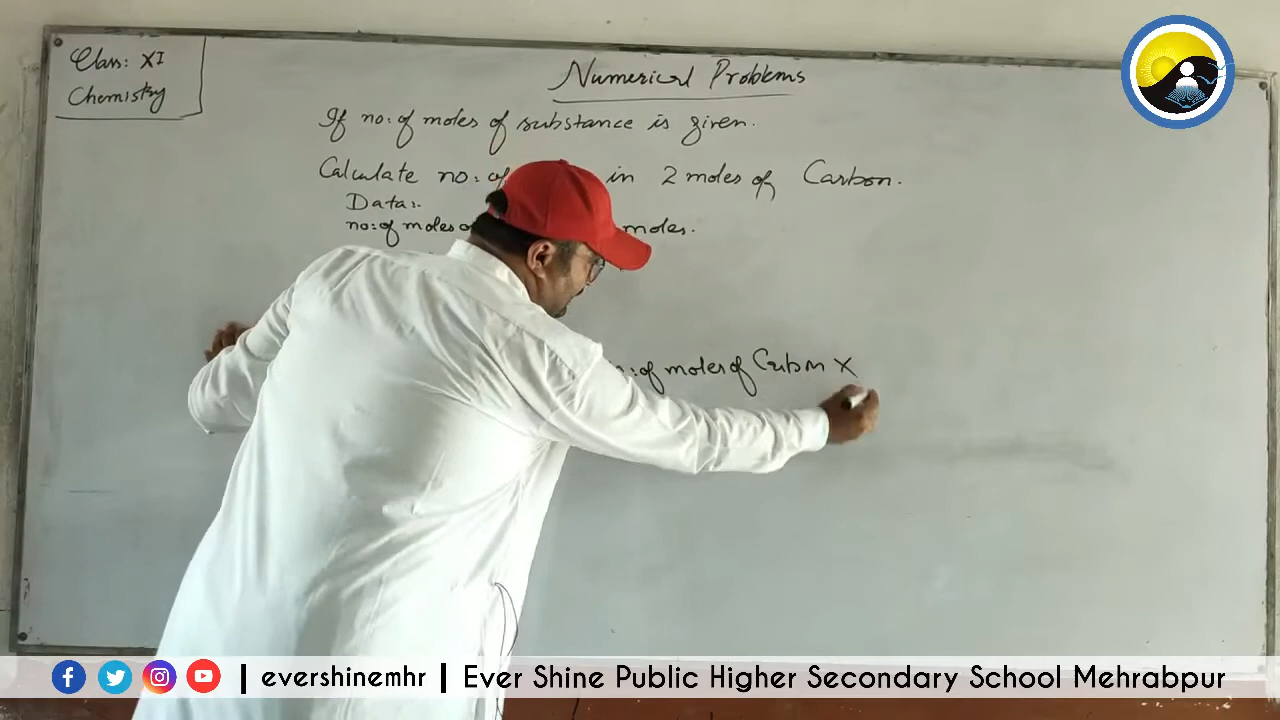 Class: XI
Chemistry
Numerical Problems
If no: of moles of substance is given.
Calculate no: of in 2 moles of Carbon.
Data:-
no: of moles moles.
of moles of Carbon X
| evershinemhr | Ever Shine Public Higher Secondary School Mehrabpur